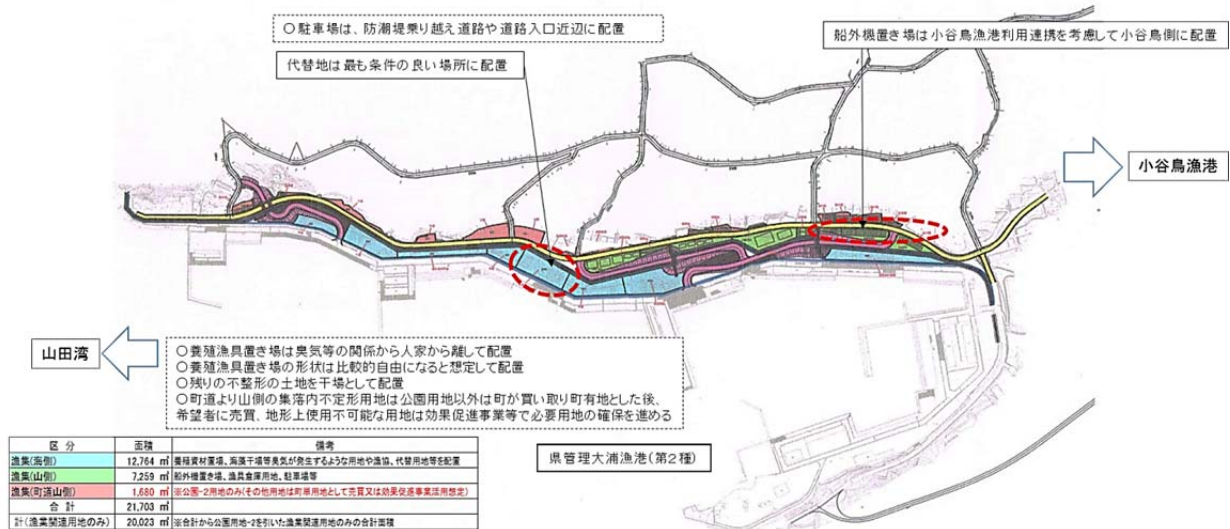 ○駐車場は、防潮堤乗り越え道路や道路入口近辺に配置
船外機置き場は小谷鳥漁港利用連携を考慮して小谷鳥側に配置
代替地は最も条件の良い場所に配置
小谷鳥漁港
山田湾
○養殖漁具置き場は臭気等の関係から人家から離して配置
○養殖漁具置き場の形状は比較的自由になると想定して配置
○残りの不整形の土地を干場として配置
○町道より山側の集落内不定形用地は公園用地以外は町が買い取り町有地とした後、
希望者に売買、地形上使用不可能な用地は効果促進事業等で必要用地の確保を進める
県管理大浦漁港(第2種)
区分 面積 備考
漁集(海側) 12,764 ㎡ 養殖資材置場、海藻干場等臭気が発生するような用地や漁協、代替用地等を配置
漁集(山側) 7,259 ㎡ 船外機置き場、漁具倉庫用地、駐車場等
漁集(町道山側) 1,680 ㎡ ※公園-2用地のみ(その他用地は町単用地として売買又は効果促進事業活用想定)
合計 21,703 ㎡
計(漁業関連用地のみ) 20,023 ㎡ ※合計から公園用地-2を引いた漁業関連用地のみの合計面積